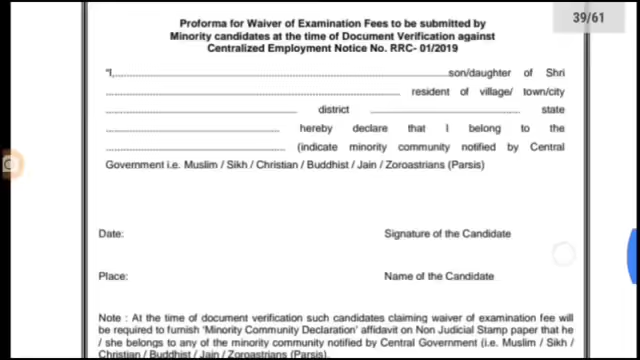 39/61
Proforma for Waiver of Examination Fees to be submitted by
Minority candidates at the time of Document Verification against
Centralized Employment Notice No. RRC- 01/2019
"I,..............................................................................................................son/daughter of Shri
.................................................................................................. resident of village/ town/city
................................................................ district .................................................. state
.......................................................... hereby declare that I belong to the
............................................................ (indicate minority community notified by Central
Government i.e. Muslim / Sikh / Christian / Buddhist / Jain / Zoroastrians (Parsis)
Date: Signature of the Candidate
Place: Name of the Candidate
Note : At the time of document verification such candidates claiming waiver of examination fee will
be required to furnish 'Minority Community Declaration' affidavit on Non Judicial Stamp paper that he
/ she belongs to any of the minority community notified by Central Government (i.e. Muslim / Sikh /
Christian / Buddhist / Jain / Zoroastrians (Parsis).